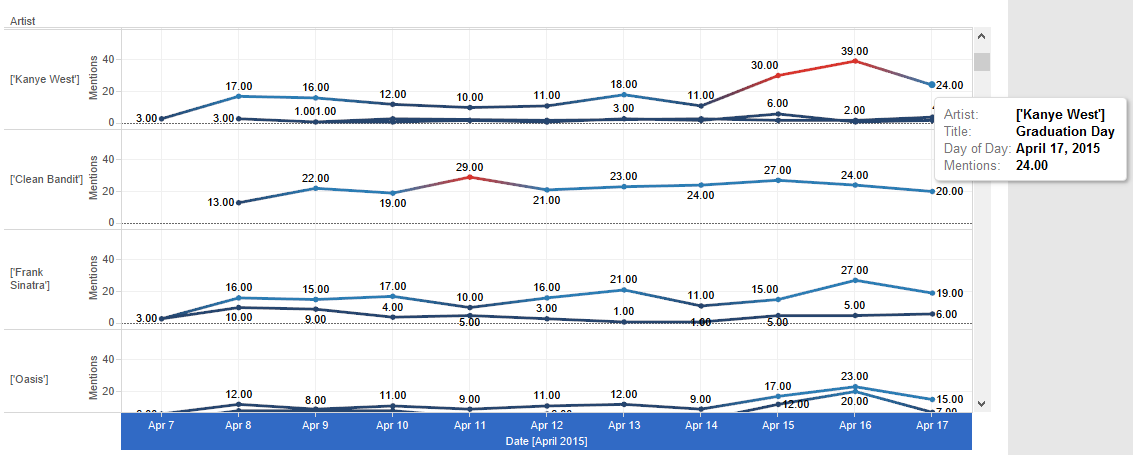 Artist
['Kanye West']
Mentions
40
20
0
3.00 17.00 16.00 12.00 10.00 11.00 18.00 11.00 30.00 39.00 24.00
3.00 1.001.00 3.00 6.00 2.00
Artist: ['Kanye West']
Title: Graduation Day
Day of Day: April 17, 2015
Mentions: 24.00
['Clean Bandit']
Mentions
40
20
0
13.00 22.00 19.00 29.00 21.00 23.00 24.00 27.00 24.00 20.00
['Frank
Sinatra']
Mentions
40
20
0
3.00 16.00 15.00 17.00 10.00 16.00 21.00 11.00 15.00 27.00 19.00
10.00 9.00 4.00 5.00 3.00 1.00 1.00 5.00 5.00 6.00
['Oasis']
Mentions
40
20
12.00 8.00 11.00 9.00 11.00 12.00 9.00 17.00 23.00 15.00
12.00 20.00 7.00
Apr 7 Apr 8 Apr 9 Apr 10 Apr 11 Apr 12 Apr 13 Apr 14 Apr 15 Apr 16 Apr 17
Date [April 2015]